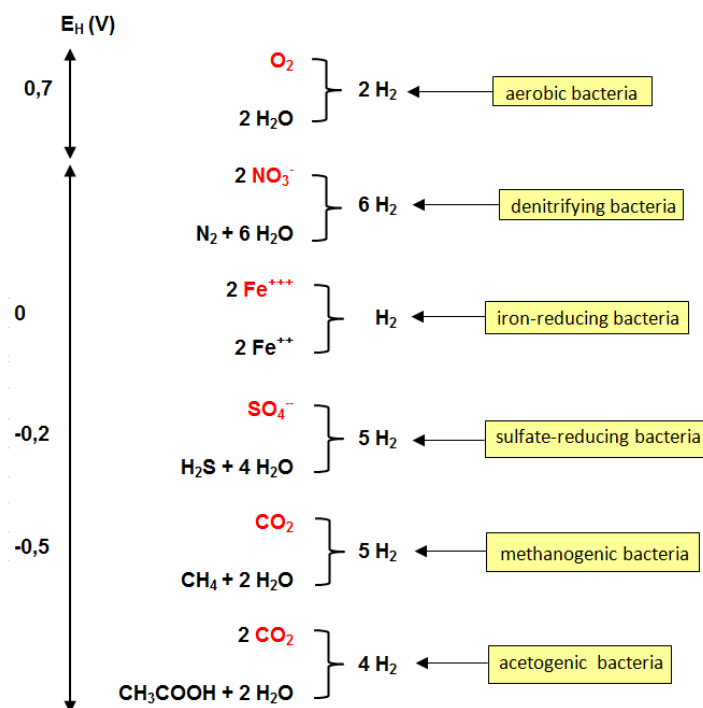 E_H (V)
O₂
0,7
2 H₂
aerobic bacteria
2 H₂O
2 NO₃⁻
6 H₂
denitrifying bacteria
N₂ + 6 H₂O
2 Fe⁺⁺⁺
0
H₂
iron-reducing bacteria
2 Fe⁺⁺
SO₄⁻⁻
-0,2
5 H₂
sulfate-reducing bacteria
H₂S + 4 H₂O
CO₂
-0,5
5 H₂
methanogenic bacteria
CH₄ + 2 H₂O
2 CO₂
4 H₂
acetogenic bacteria
CH₃COOH + 2 H₂O